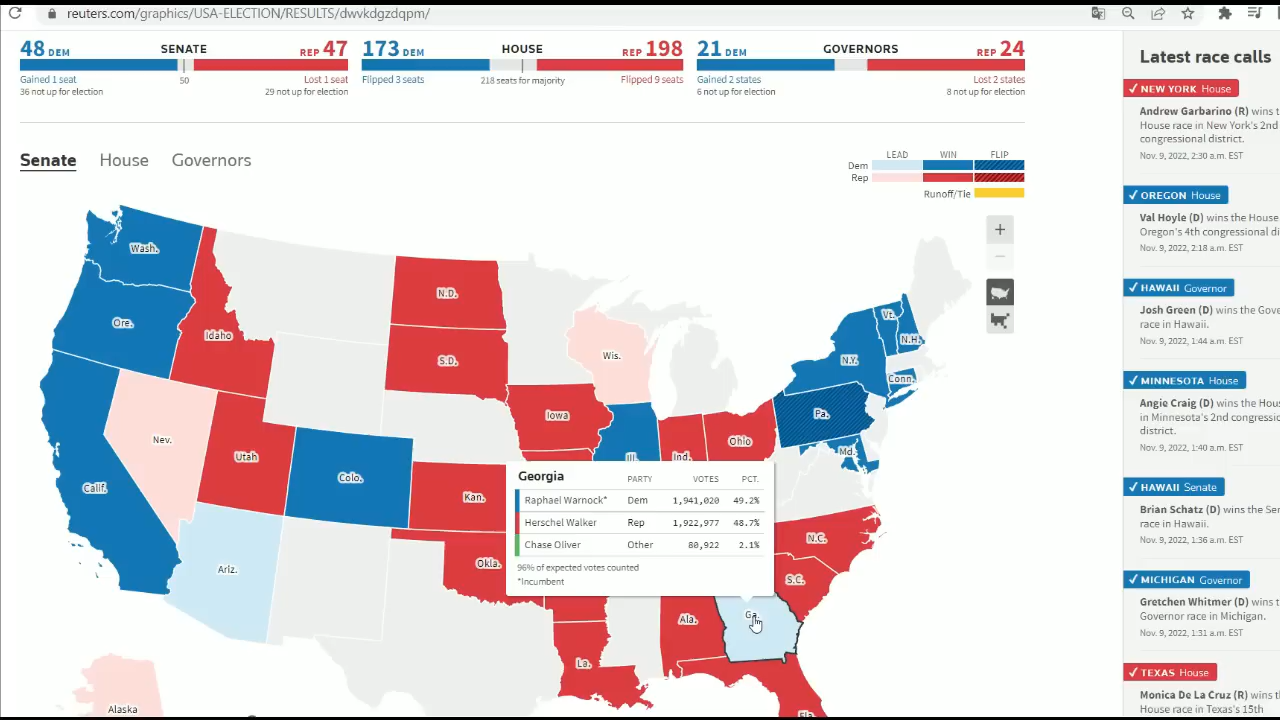 reuters.com/graphics/USA-ELECTION/RESULTS/dwvkdgzdqpm/
48 DEM SENATE REP 47
Gained 1 seat 50 Lost 1 seat
36 not up for election 29 not up for election
173 DEM HOUSE REP 198
Flipped 3 seats 218 seats for majority Flipped 9 seats
21 DEM GOVERNORS REP 24
Gained 2 states Lost 2 states
6 not up for election 8 not up for election
Senate House Governors
LEAD WIN FLIP
Dem
Rep
Runoff/Tie
+
−
Wash.
Ore.
Idaho
N.D.
S.D.
Wis.
Vt.
N.H.
N.Y.
Conn.
Iowa
Pa.
Nev.
Utah
Colo.
Calif.
Ill.
Ind.
Ohio
Md.
Kan.
N.C.
Okla.
S.C.
Ariz.
Ala.
Ga.
La.
Fla.
Alaska
Georgia PARTY VOTES PCT.
Raphael Warnock* Dem 1,941,020 49.2%
Herschel Walker Rep 1,922,977 48.7%
Chase Oliver Other 80,922 2.1%
96% of expected votes counted
*Incumbent
Latest race calls
✓ NEW YORK House
Andrew Garbarino (R) wins t
House race in New York's 2nd
congressional district.
Nov. 9, 2022, 2:30 a.m. EST
✓ OREGON House
Val Hoyle (D) wins the House
Oregon's 4th congressional di
Nov. 9, 2022, 2:18 a.m. EST
✓ HAWAII Governor
Josh Green (D) wins the Gove
race in Hawaii.
Nov. 9, 2022, 1:44 a.m. EST
✓ MINNESOTA House
Angie Craig (D) wins the Hous
in Minnesota's 2nd congressio
district.
Nov. 9, 2022, 1:40 a.m. EST
✓ HAWAII Senate
Brian Schatz (D) wins the Sen
race in Hawaii.
Nov. 9, 2022, 1:36 a.m. EST
✓ MICHIGAN Governor
Gretchen Whitmer (D) wins t
Governor race in Michigan.
Nov. 9, 2022, 1:31 a.m. EST
✓ TEXAS House
Monica De La Cruz (R) wins t
House race in Texas's 15th